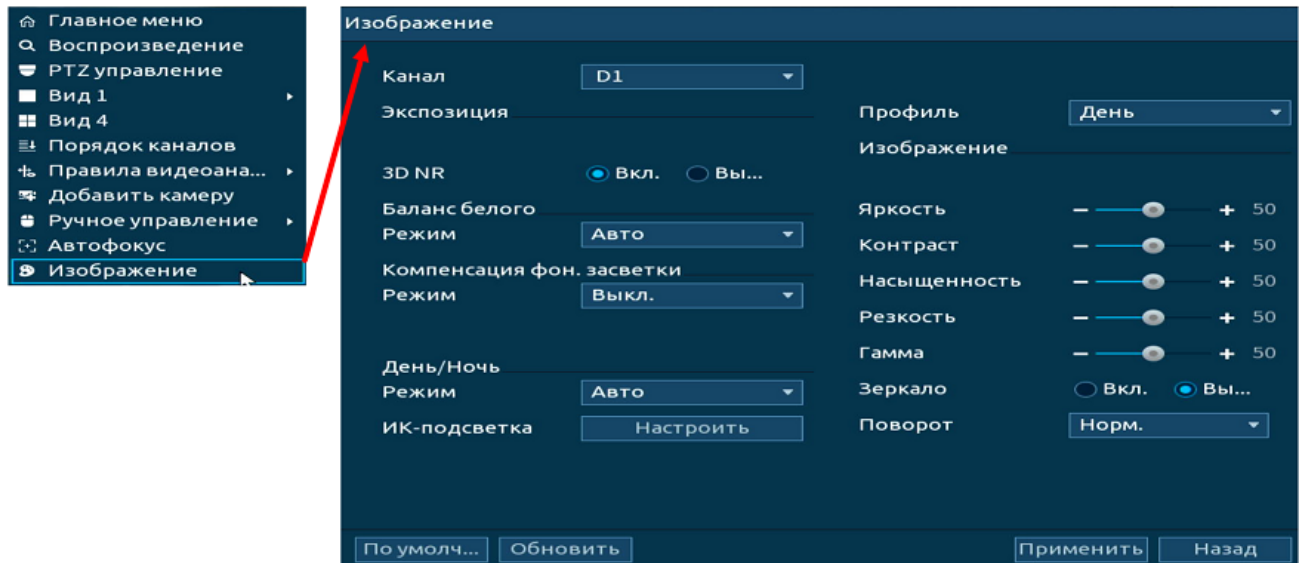 Главное меню
Воспроизведение
PTZ управление
Вид 1
Вид 4
Порядок каналов
Правила видеоана...
Добавить камеру
Ручное управление
Автофокус
Изображение
Изображение
Канал D1
Экспозиция
3D NR Вкл. Вы...
Баланс белого
Режим Авто
Компенсация фон. засветки
Режим Выкл.
День/Ночь
Режим Авто
ИК-подсветка Настроить
Профиль День
Изображение
Яркость − + 50
Контраст − + 50
Насыщенность − + 50
Резкость − + 50
Гамма − + 50
Зеркало Вкл. Вы...
Поворот Норм.
По умолч... Обновить Применить Назад